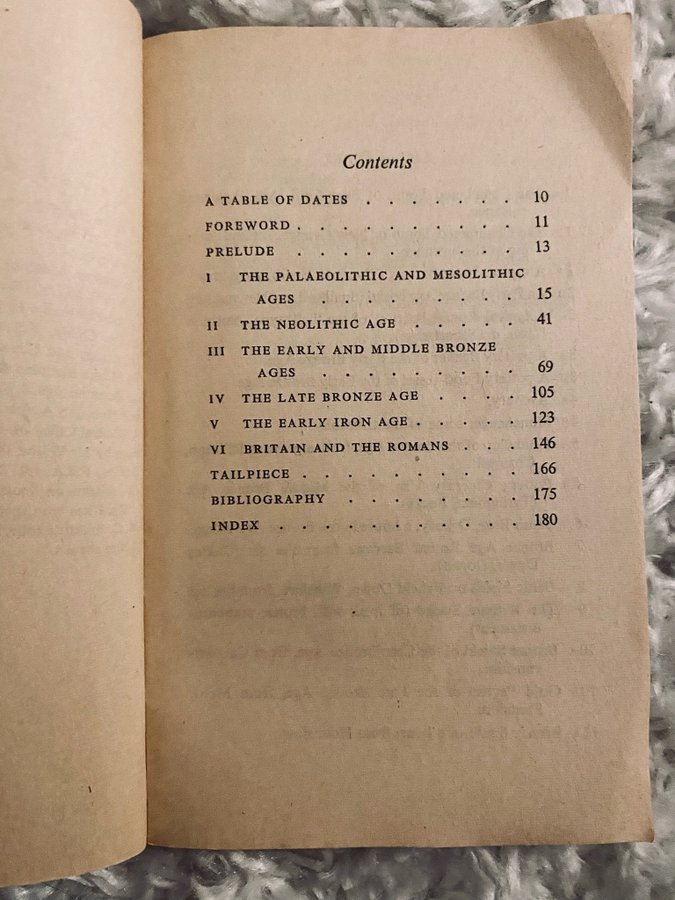 Contents
A TABLE OF DATES . . . . . . . 10
FOREWORD . . . . . . . . . . 11
PRELUDE . . . . . . . . . . 13
I THE PALAEOLITHIC AND MESOLITHIC
AGES . . . . . . . . . 15
II THE NEOLITHIC AGE . . . . . 41
III THE EARLY AND MIDDLE BRONZE
AGES . . . . . . . . . 69
IV THE LATE BRONZE AGE . . . . 105
V THE EARLY IRON AGE . . . . . 123
VI BRITAIN AND THE ROMANS . . . 146
TAILPIECE . . . . . . . . . . 166
BIBLIOGRAPHY . . . . . . . . 175
INDEX . . . . . . . . . . . 180